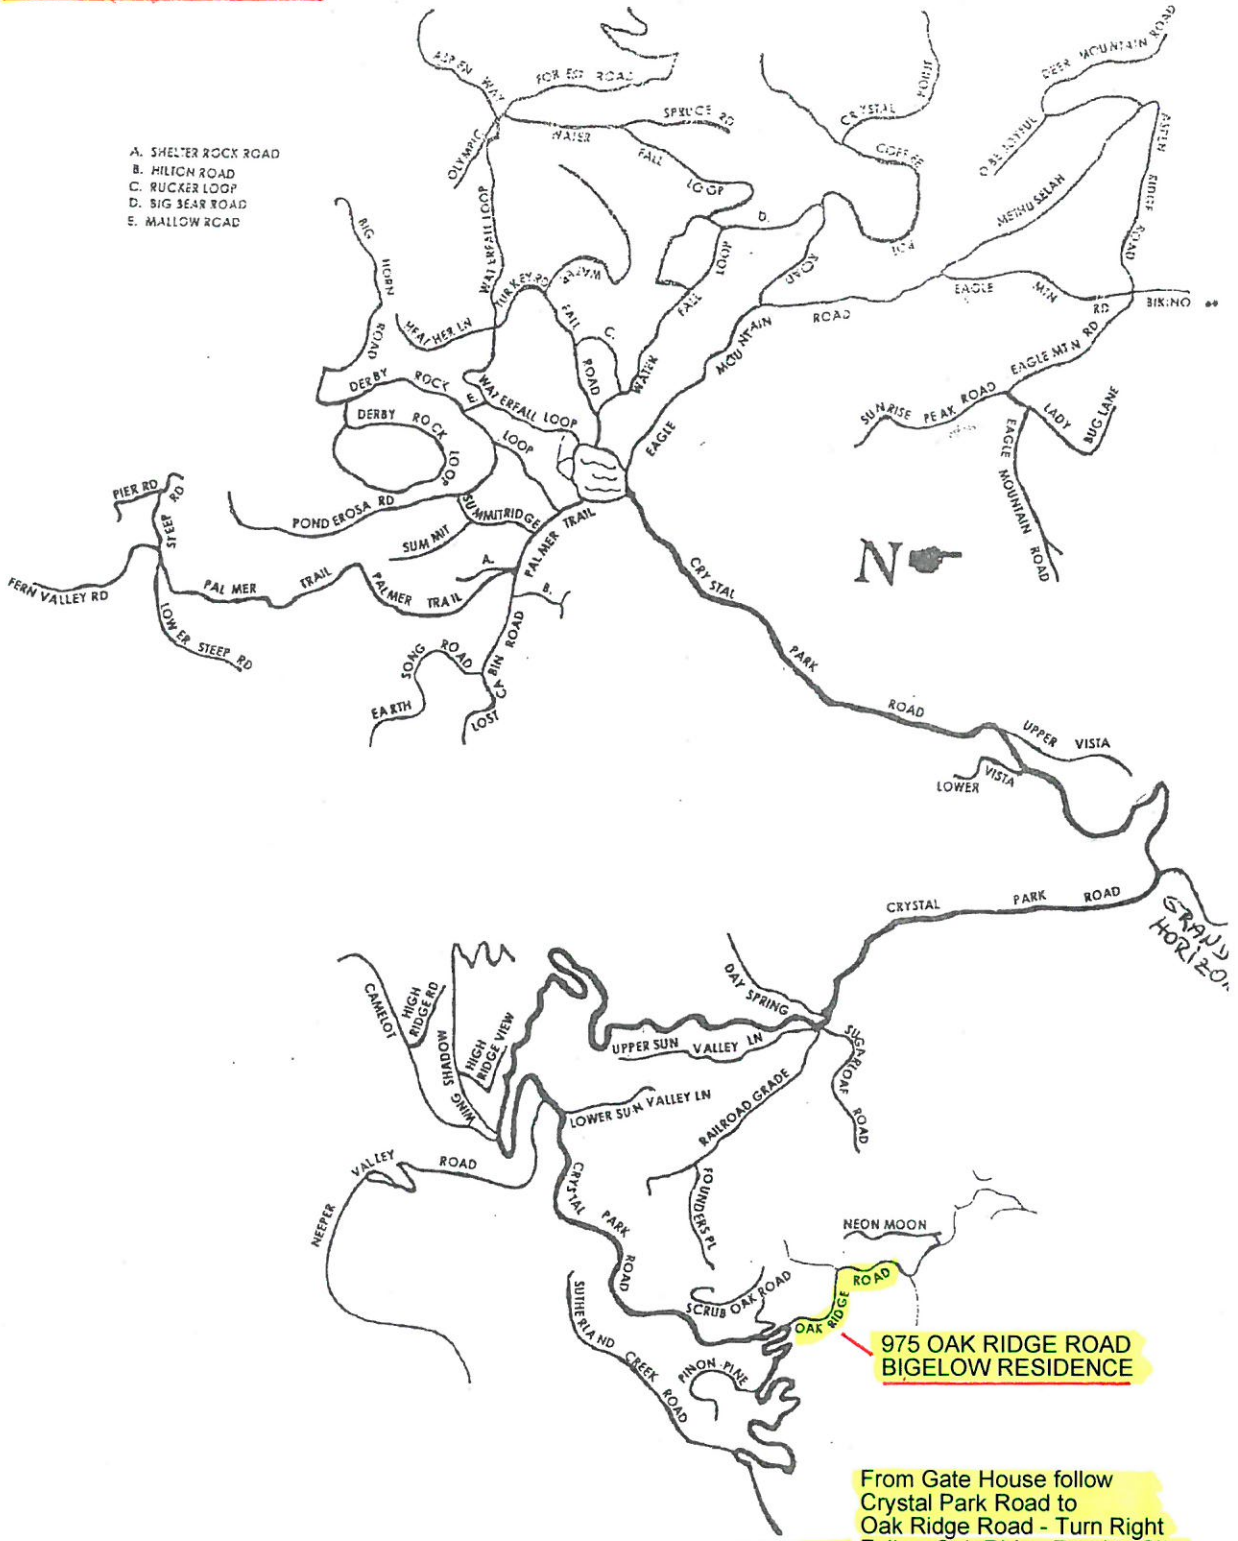 A. SHELTER ROCK ROAD
B. HILTON ROAD
C. RUCKER LOOP
D. BIG BEAR ROAD
E. MALLOW ROAD
ASPEN WAY
FOREST ROAD
OLYMPIC
WATER
FALL
LOOP
SPRUCE RD
CRYSTAL
POINT
COFFEE
POT
ROAD
DEER MOUNTAIN ROAD
O BE JOYFUL
METHUSELAH
ASPEN
RIDGE
ROAD
BIG
HORN
ROAD
WATERFALL LOOP
HEATHER LN
TURKEY RD
WATER
FALL
ROAD
C.
D.
WATER
FALL
LOOP
EAGLE
MOUNTAIN
ROAD
EAGLE
MTN
RD
BIKINO
EAGLE MTN RD
SUNRISE PEAK ROAD
LADY
BUG LANE
EAGLE MOUNTAIN ROAD
DERBY ROCK
LOOP
E.
WATERFALL LOOP
DERBY ROCK
LOOP
PIER RD
STEEP RD
PONDEROSA RD
SUMMIT
SUMMITRIDGE
PALMER TRAIL
A.
B.
FERN VALLEY RD
PALMER TRAIL
PALMER TRAIL
LOWER STEEP RD
EARTH
SONG ROAD
LOST
CABIN ROAD
N
CRYSTAL
PARK
ROAD
UPPER VISTA
LOWER VISTA
CRYSTAL PARK ROAD
GRAND
CAMELOT
HIGH
RIDGE RD
WING
SHADOW
HIGH
RIDGE VIEW
DAY SPRING
UPPER SUN VALLEY LN
SUGARLOAF
ROAD
LOWER SUN VALLEY LN
RAILROAD GRADE
FOUNDERS PL
NEEPER
VALLEY
ROAD
CRYSTAL
PARK
ROAD
NEON MOON
SCRUB OAK ROAD
OAK RIDGE ROAD
SUTHERLAND
CREEK
ROAD
PINON PINE
975 OAK RIDGE ROAD
BIGELOW RESIDENCE
From Gate House follow
Crystal Park Road to
Oak Ridge Road - Turn Right